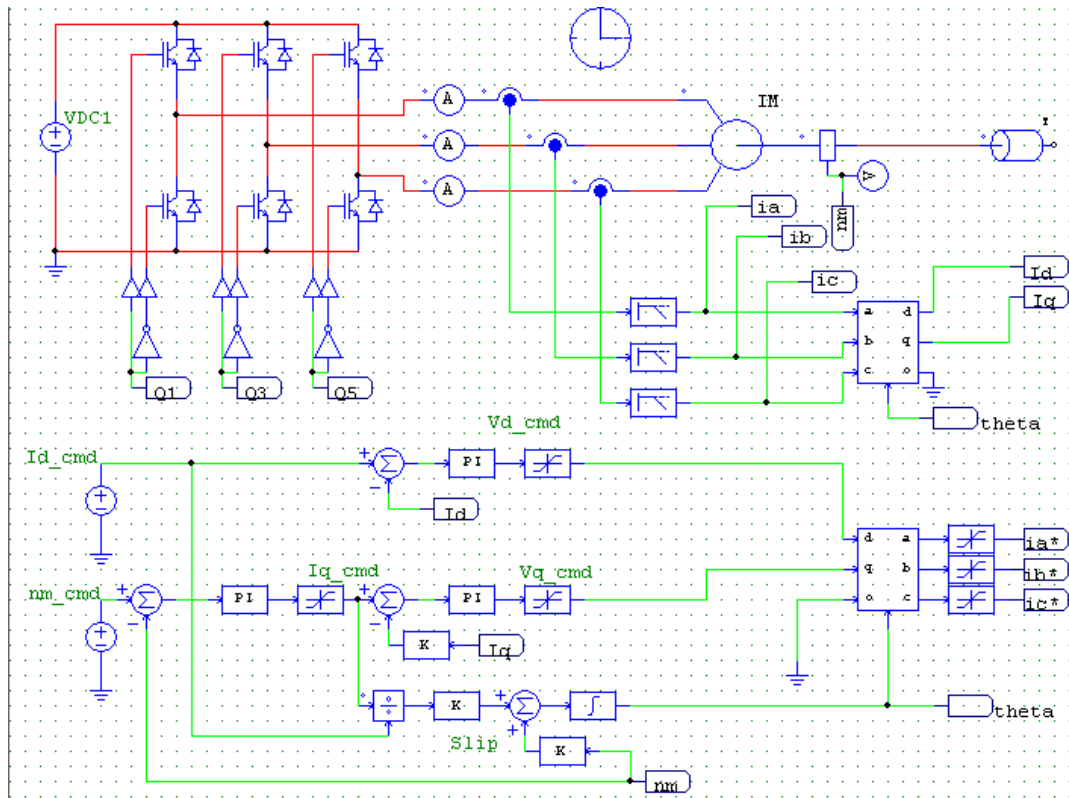 VDC1
A
A
A
IM
T
V
nm
ia
ib
ic
Id
Iq
a d
b q
c o
theta
Q1 Q3 Q5
Vd_cmd
Id_cmd
PI
Id
d a
q b
o c
ia*
ib*
ic*
nm_cmd
Iq_cmd
Vq_cmd
PI
PI
K
Iq
K
Slip
K
theta
nm